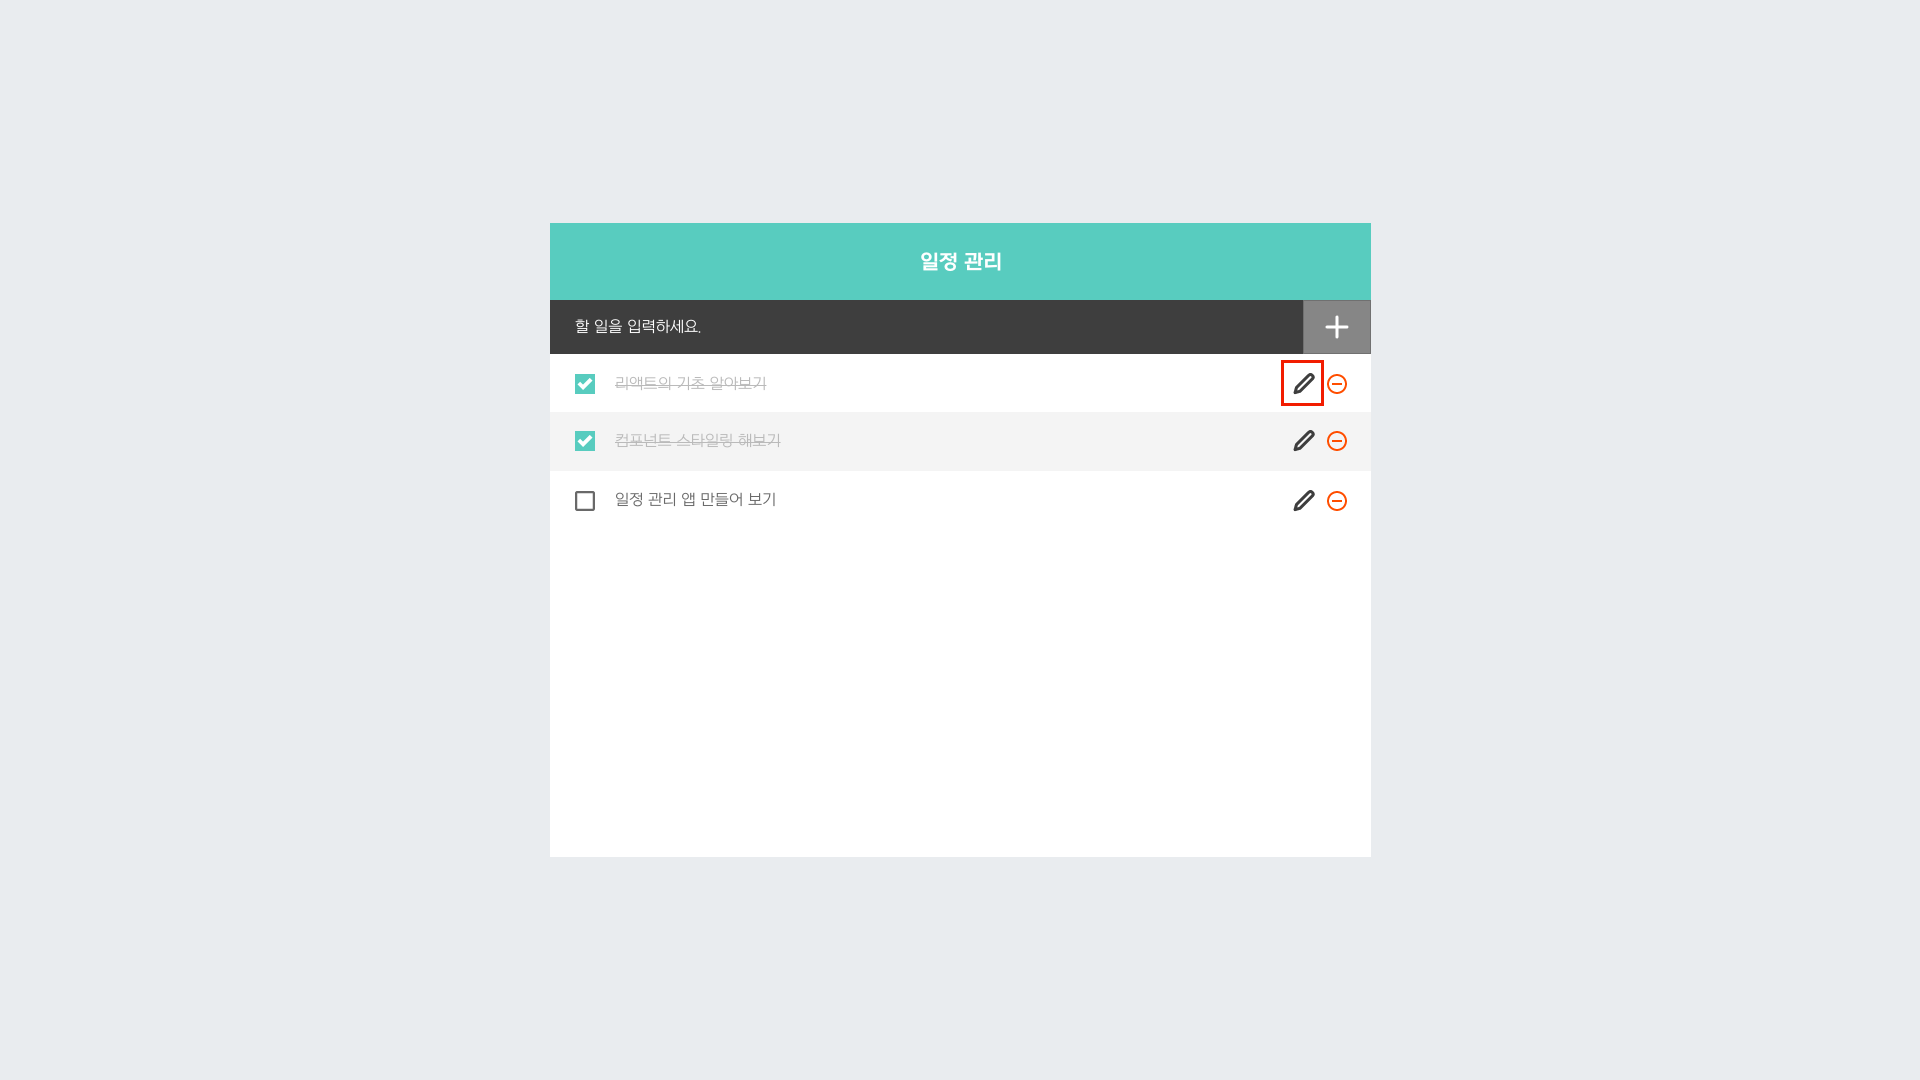 일정 관리
할 일을 입력하세요.
리액트의 기초 알아보기
컴포넌트 스타일링 해보기
일정 관리 앱 만들어 보기